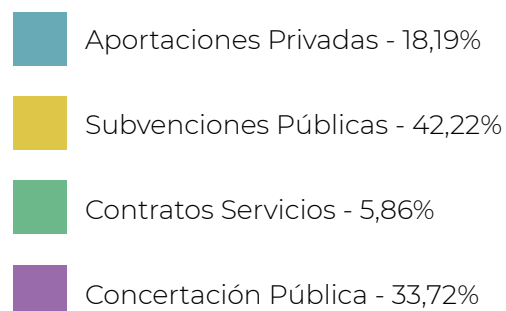 Aportaciones Privadas - 18,19%
Subvenciones Públicas - 42,22%
Contratos Servicios - 5,86%
Concertación Pública - 33,72%